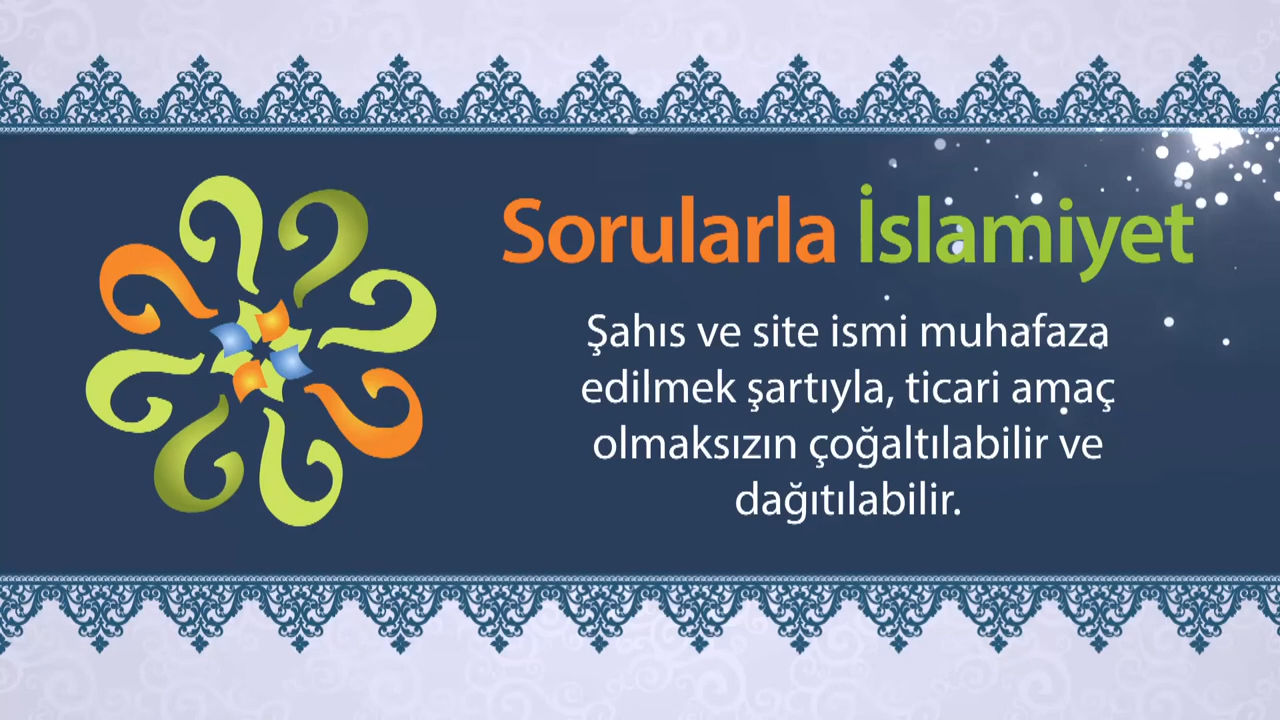 Sorularla İslamiyet
Şahıs ve site ismi muhafaza
edilmek şartıyla, ticari amaç
olmaksızın çoğaltılabilir ve
dağıtılabilir.